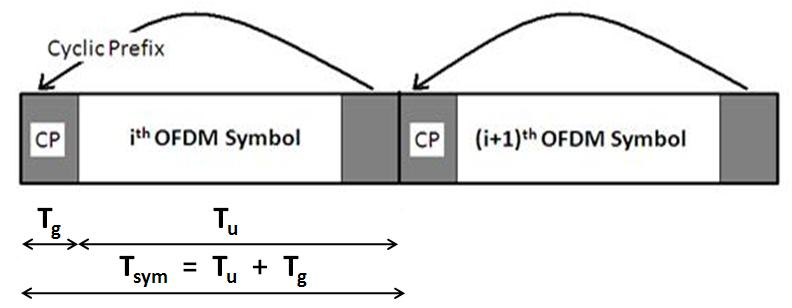 Cyclic Prefix
CP
iᵗʰ OFDM Symbol
CP
(i+1)ᵗʰ OFDM Symbol
Tg
Tu
Tsym = Tu + Tg